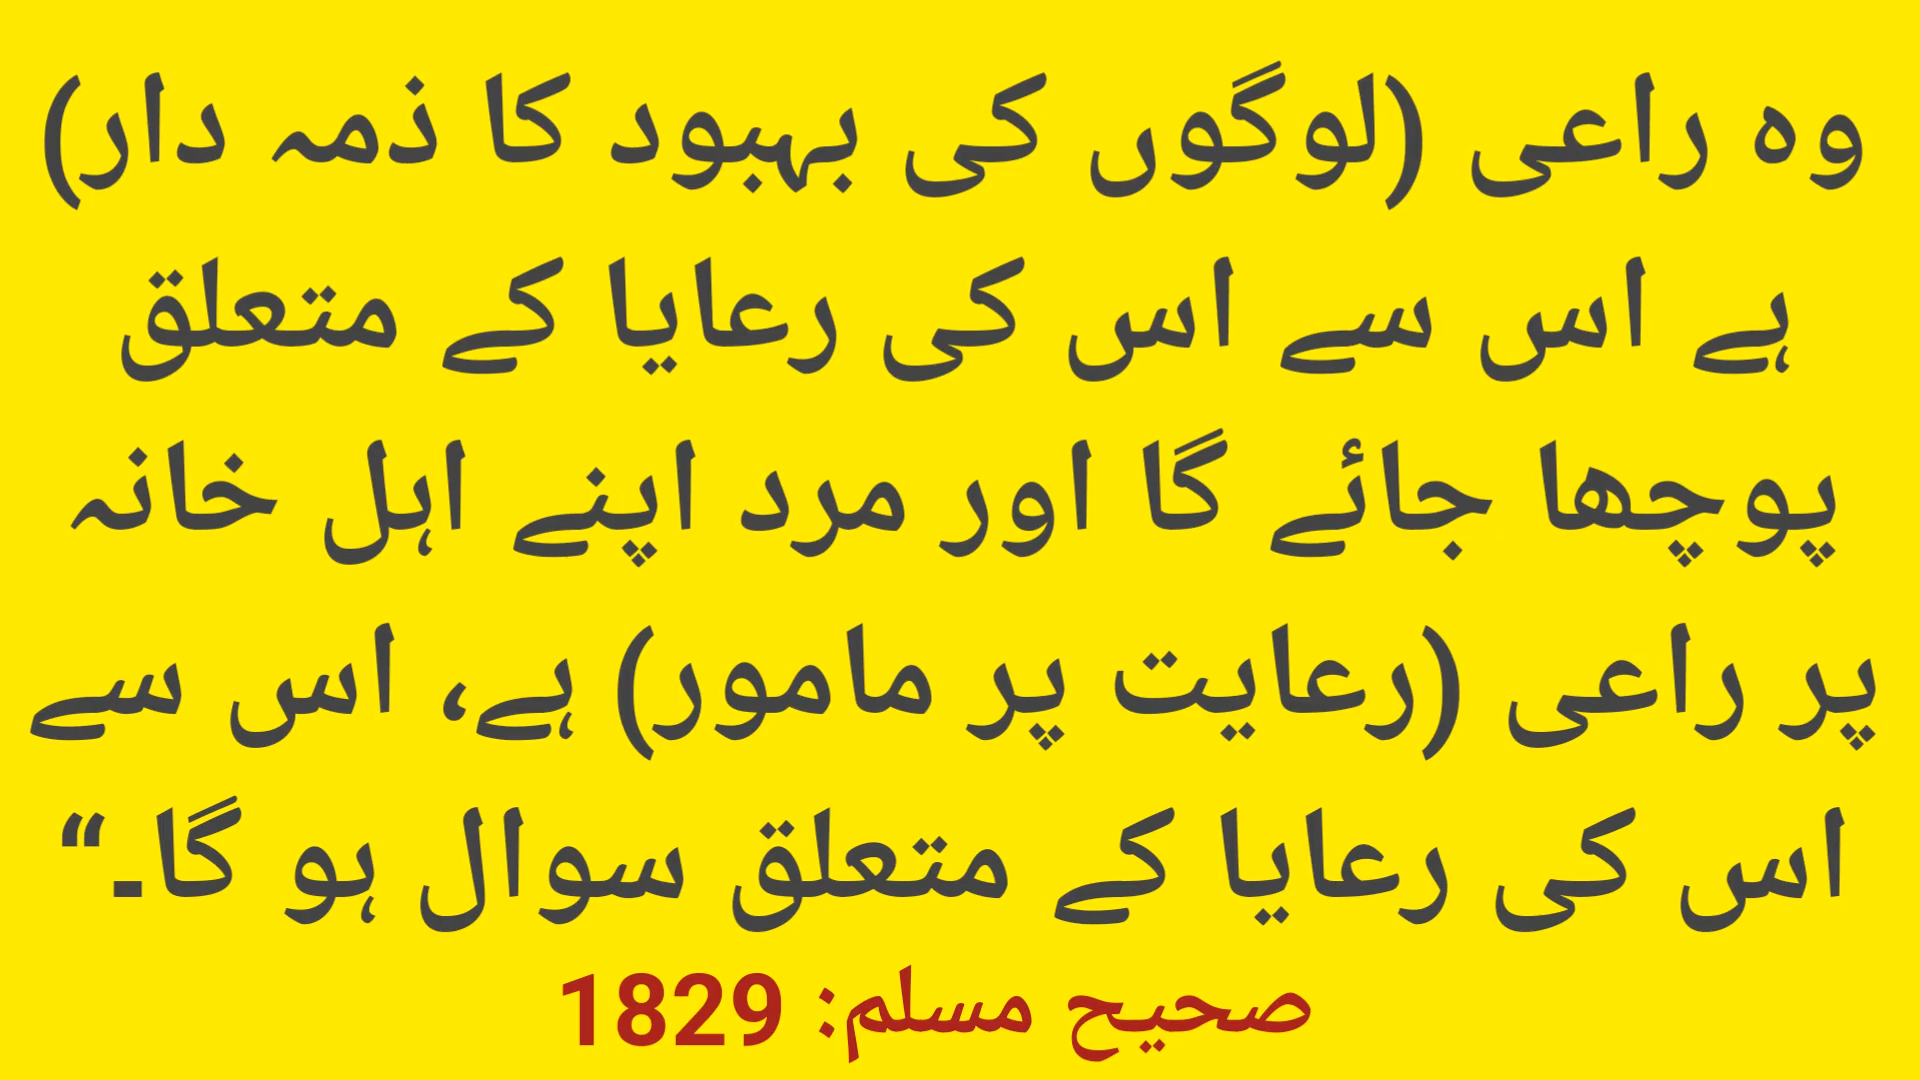 وہ راعی (لوگوں کی بہبود کا ذمہ دار)
ہے اس سے اس کی رعایا کے متعلق
پوچھا جائے گا اور مرد اپنے اہل خانہ
پر راعی (رعایت پر مامور) ہے، اس سے
اس کی رعایا کے متعلق سوال ہو گا۔“
صحیح مسلم: 1829